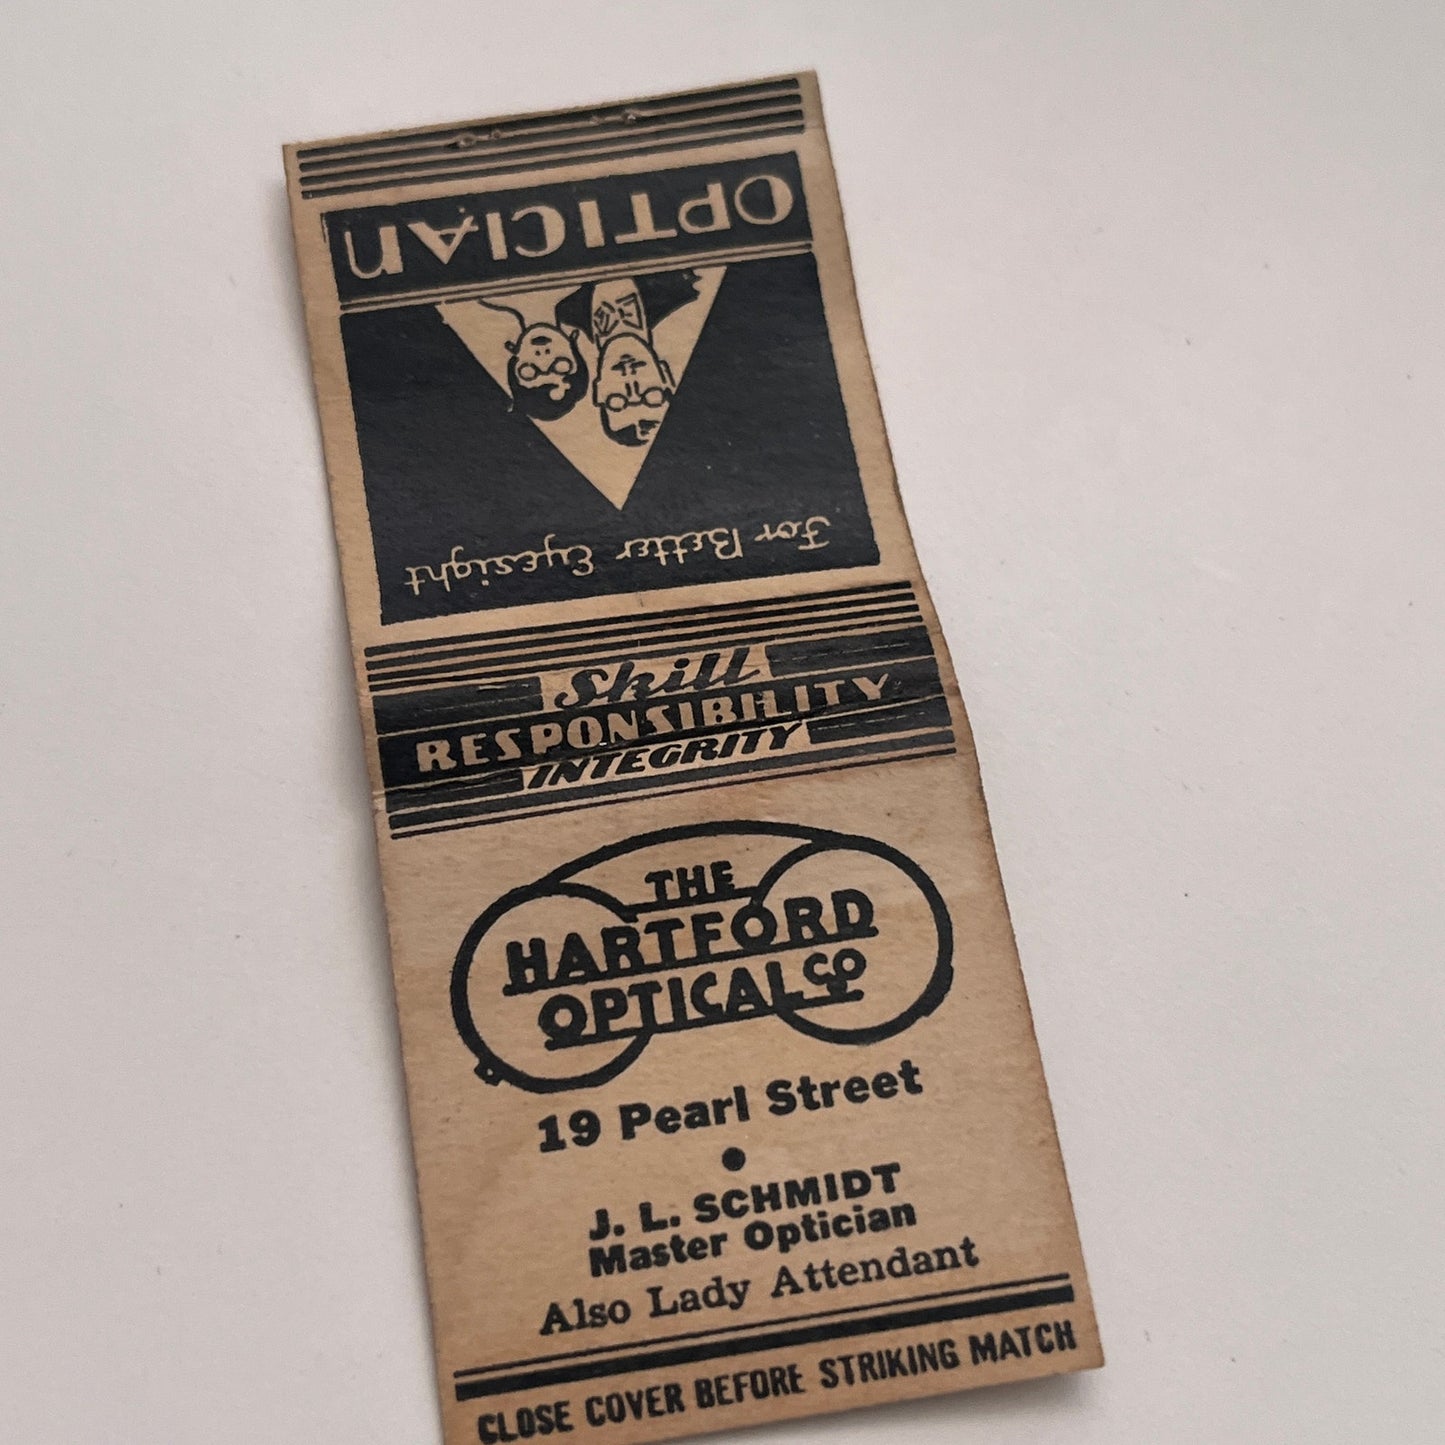 OPTICIAN
For Better Eyesight
Skill
RESPONSIBILITY
INTEGRITY
THE
HARTFORD
OPTICAL CO
19 Pearl Street
J. L. SCHMIDT
Master Optician
Also Lady Attendant
CLOSE COVER BEFORE STRIKING MATCH